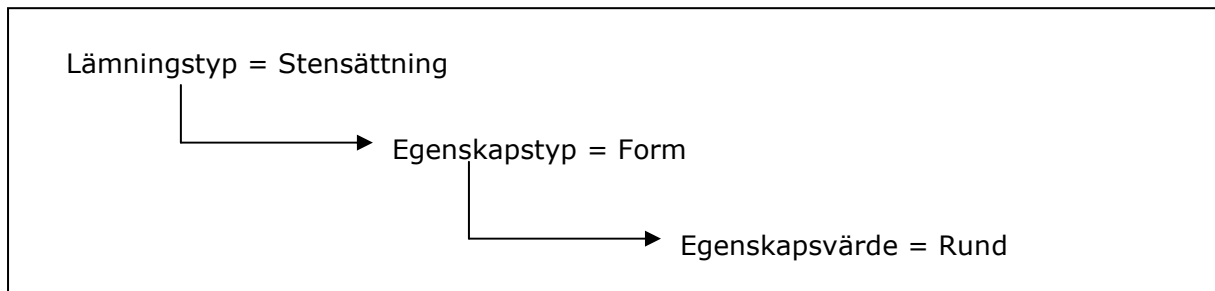 Lämningstyp = Stensättning
Egenskapstyp = Form
Egenskapsvärde = Rund